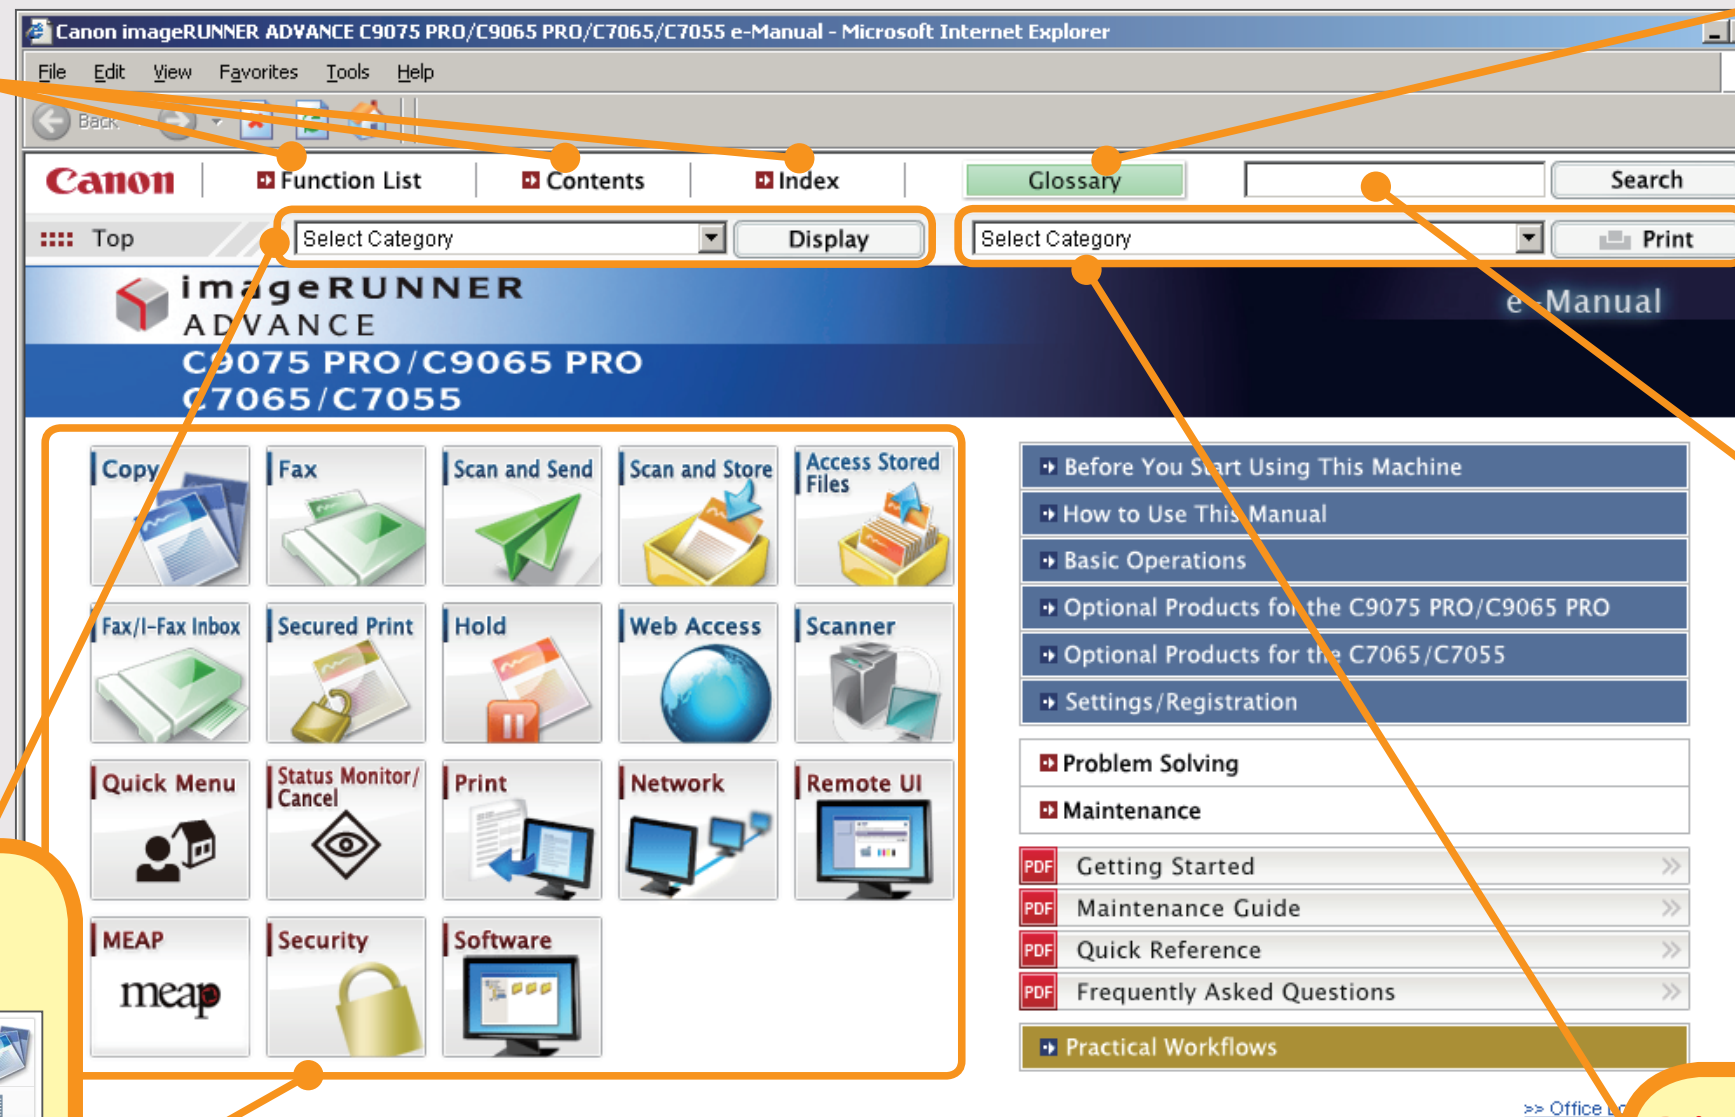 Canon imageRUNNER ADVANCE C9075 PRO/C9065 PRO/C7065/C7055 e-Manual - Microsoft Internet Explorer
File Edit View Favorites Tools Help
Back
Canon Function List Contents Index Glossary Search
Top Select Category Display Select Category Print
imageRUNNER
ADVANCE
e-Manual
C9075 PRO/C9065 PRO
C7065/C7055
Copy Fax Scan and Send Scan and Store Access Stored
Files
Fax/I-Fax Inbox Secured Print Hold Web Access Scanner
Quick Menu Status Monitor/
Cancel Print Network Remote UI
MEAP Security Software
meap
Before You Start Using This Machine
How to Use This Manual
Basic Operations
Optional Products for the C9075 PRO/C9065 PRO
Optional Products for the C7065/C7055
Settings/Registration
Problem Solving
Maintenance
PDF Getting Started >>
PDF Maintenance Guide >>
PDF Quick Reference >>
PDF Frequently Asked Questions >>
Practical Workflows
>> Office